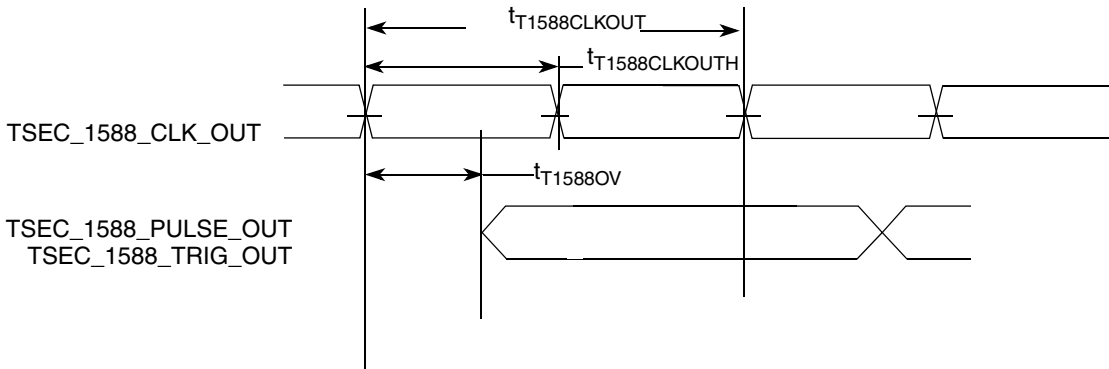 tT1588CLKOUT
tT1588CLKOUTH
TSEC_1588_CLK_OUT
tT1588OV
TSEC_1588_PULSE_OUT
TSEC_1588_TRIG_OUT